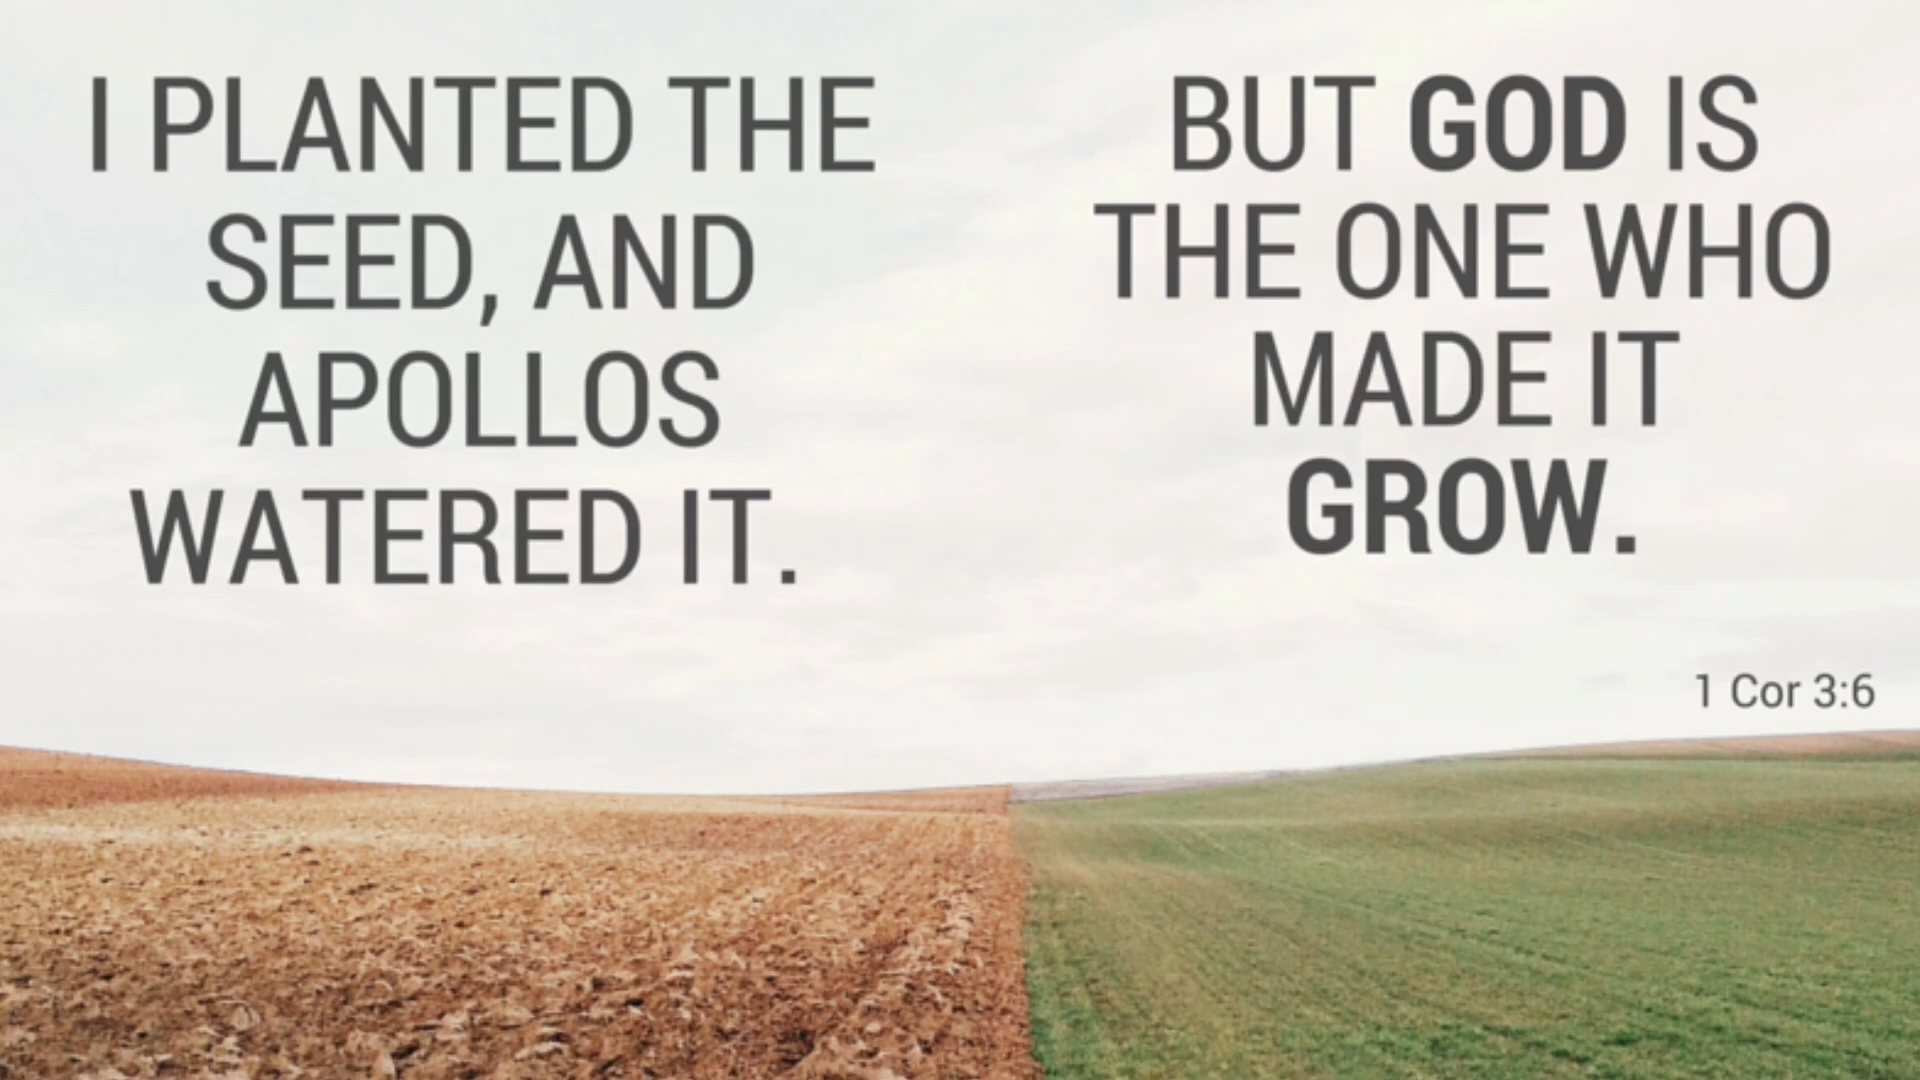 I PLANTED THE
SEED, AND
APOLLOS
WATERED IT.
BUT GOD IS
THE ONE WHO
MADE IT
GROW.
1 Cor 3:6